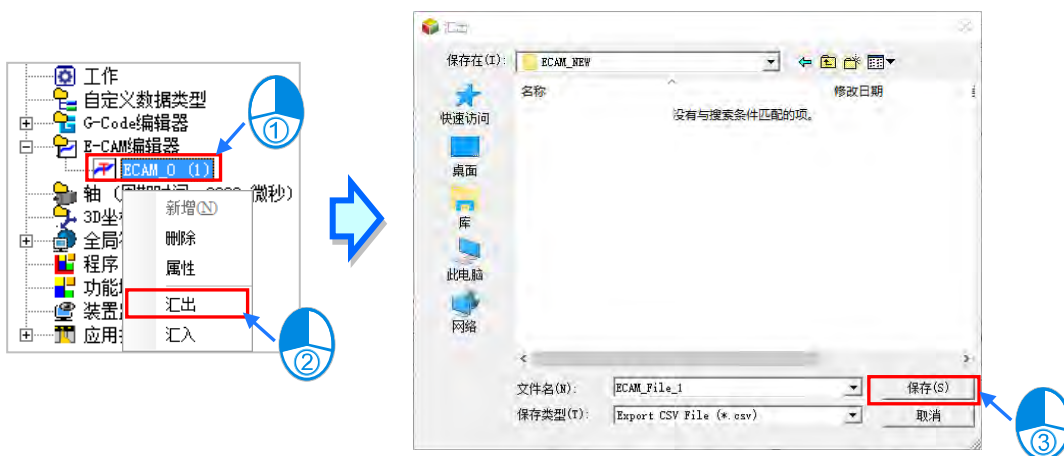 工作
自定义数据类型
G-Code编辑器
①
E-CAM编辑器
ECAM_0 (1)
轴 (
微秒)
新增(N)
3D坐
删除
全局
程序
属性
功能
汇出
装置
②
汇入
应用
汇出
保存在(I):
ECAM_NEW
名称
修改日期
没有与搜索条件匹配的项。
快速访问
桌面
库
此电脑
网络
文件名(N):
ECAM_File_1
保存(S)
保存类型(T):
Export CSV File (*.csv)
取消
③